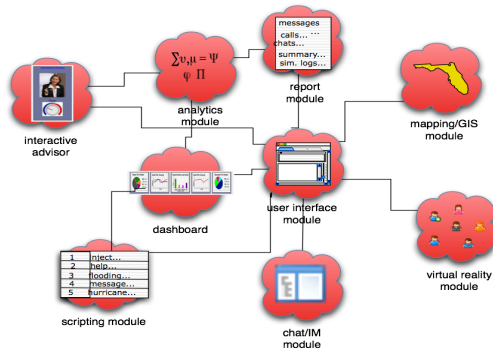 messages
calls... ...
chats...
summary...
sim. logs...
report
module
∑υ,μ = Ψ
φ Π
analytics
module
interactive
advisor
mapping/GIS
module
dashboard
user interface
module
virtual reality
module
1 nject...
2 help...
3 flooding...
4 message...
5 hurricane...
scripting module
chat/IM
module